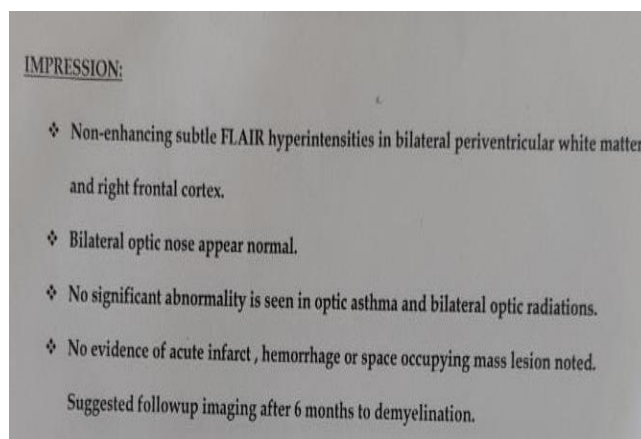 IMPRESSION:
❖ Non-enhancing subtle FLAIR hyperintensities in bilateral periventricular white matter
and right frontal cortex.
❖ Bilateral optic nose appear normal.
❖ No significant abnormality is seen in optic asthma and bilateral optic radiations.
❖ No evidence of acute infarct , hemorrhage or space occupying mass lesion noted.
Suggested followup imaging after 6 months to demyelination.